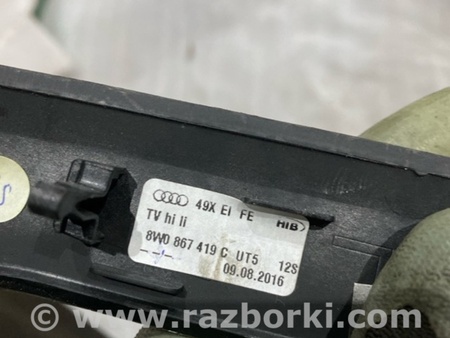 49X EI FE HIB
TV hi li
8W0 867 419 C UT5 12S
09.08.2016
S
www.razborki.com